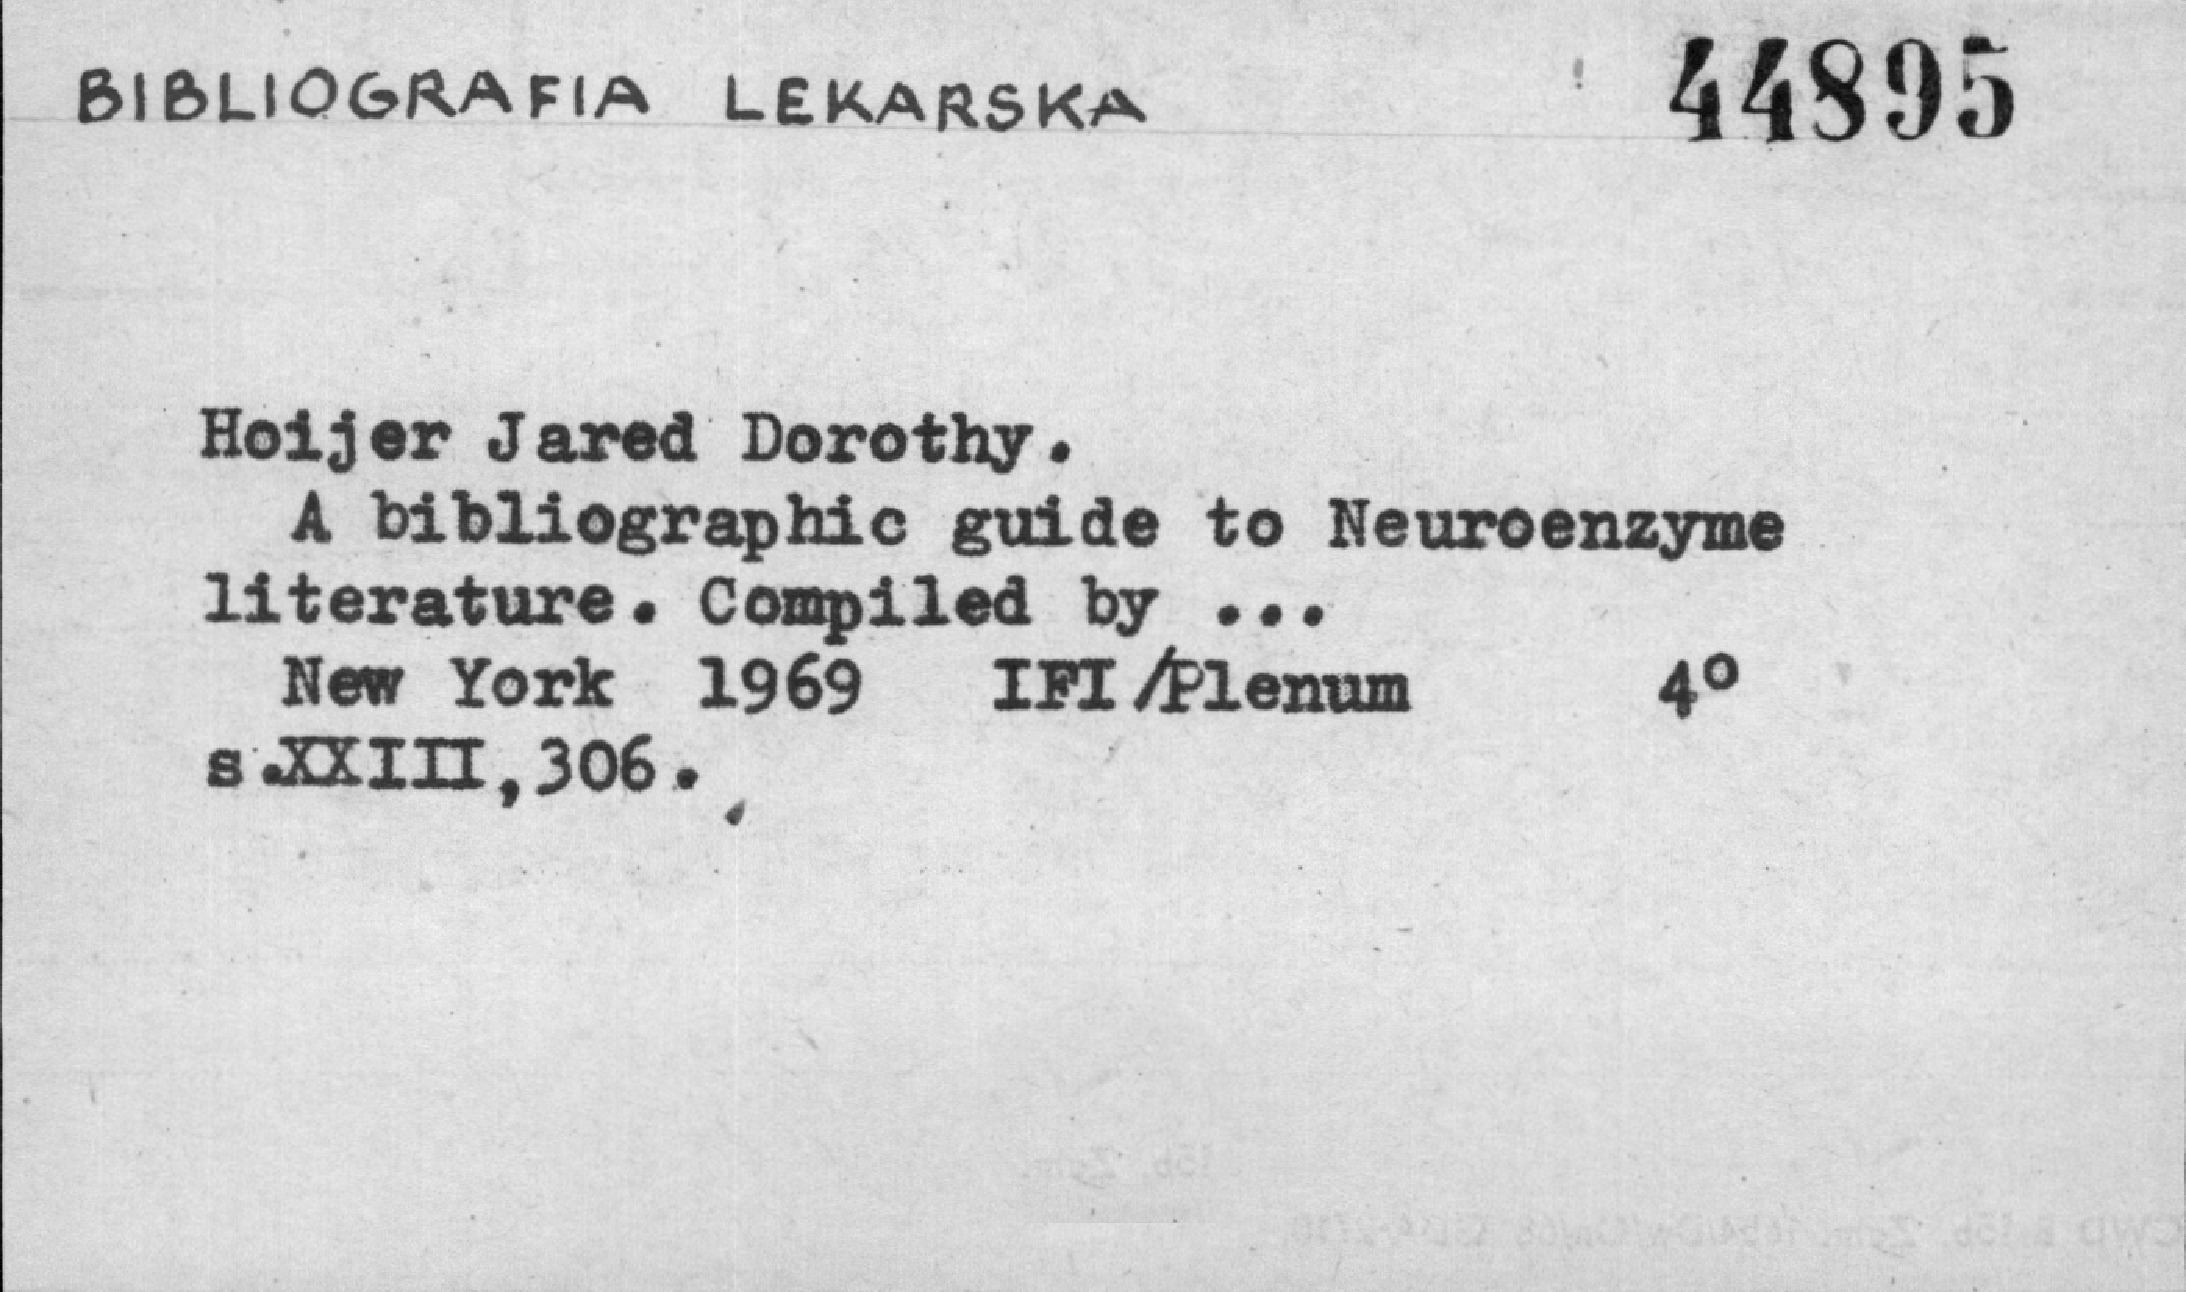 BIBLIOGRAFIA LEKARSKA 44895
Hoijer Jared Dorothy.
A bibliographic guide to Neuroenzyme
literature. Compiled by ...
New York 1969 IFI/Plenum 4°
s.XXIII,306.